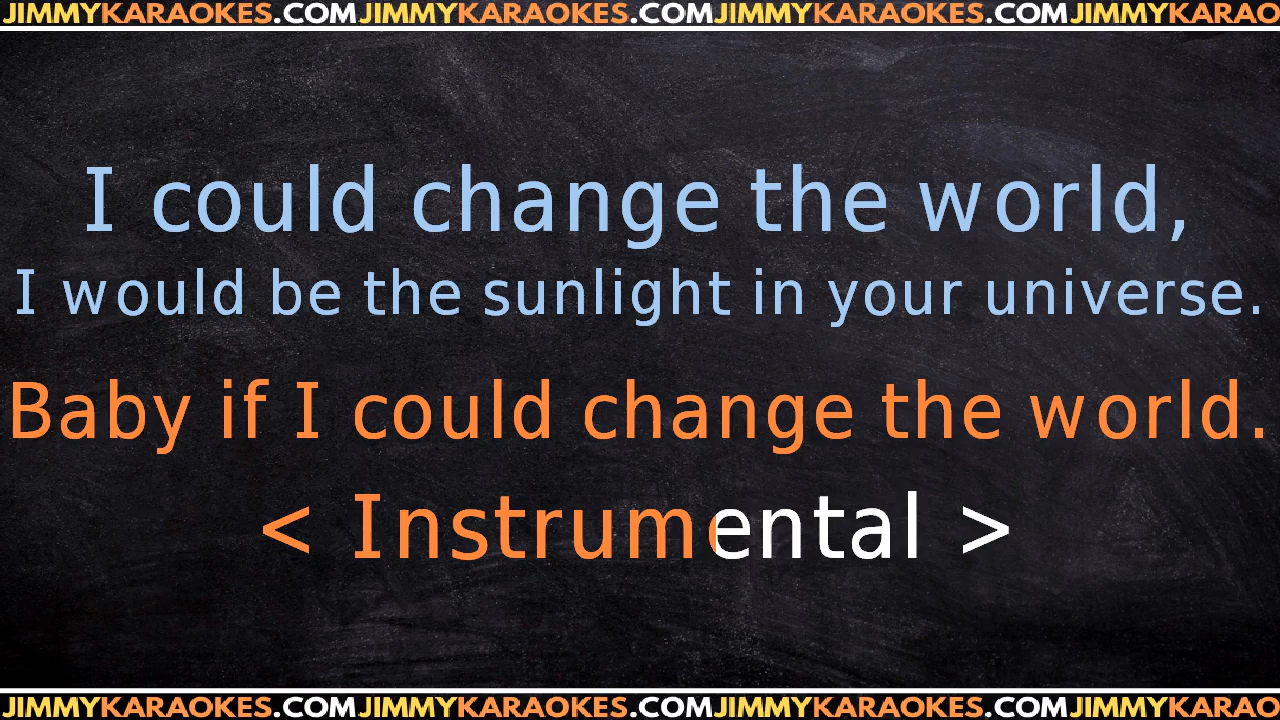 JIMMYKARAOKES.COMJIMMYKARAOKES.COMJIMMYKARAOKES.COMJIMMYKARAO
I could change the world,
I would be the sunlight in your universe.
Baby if I could change the world.
< Instrumental >
JIMMYKARAOKES.COMJIMMYKARAOKES.COMJIMMYKARAOKES.COMJIMMYKARAO